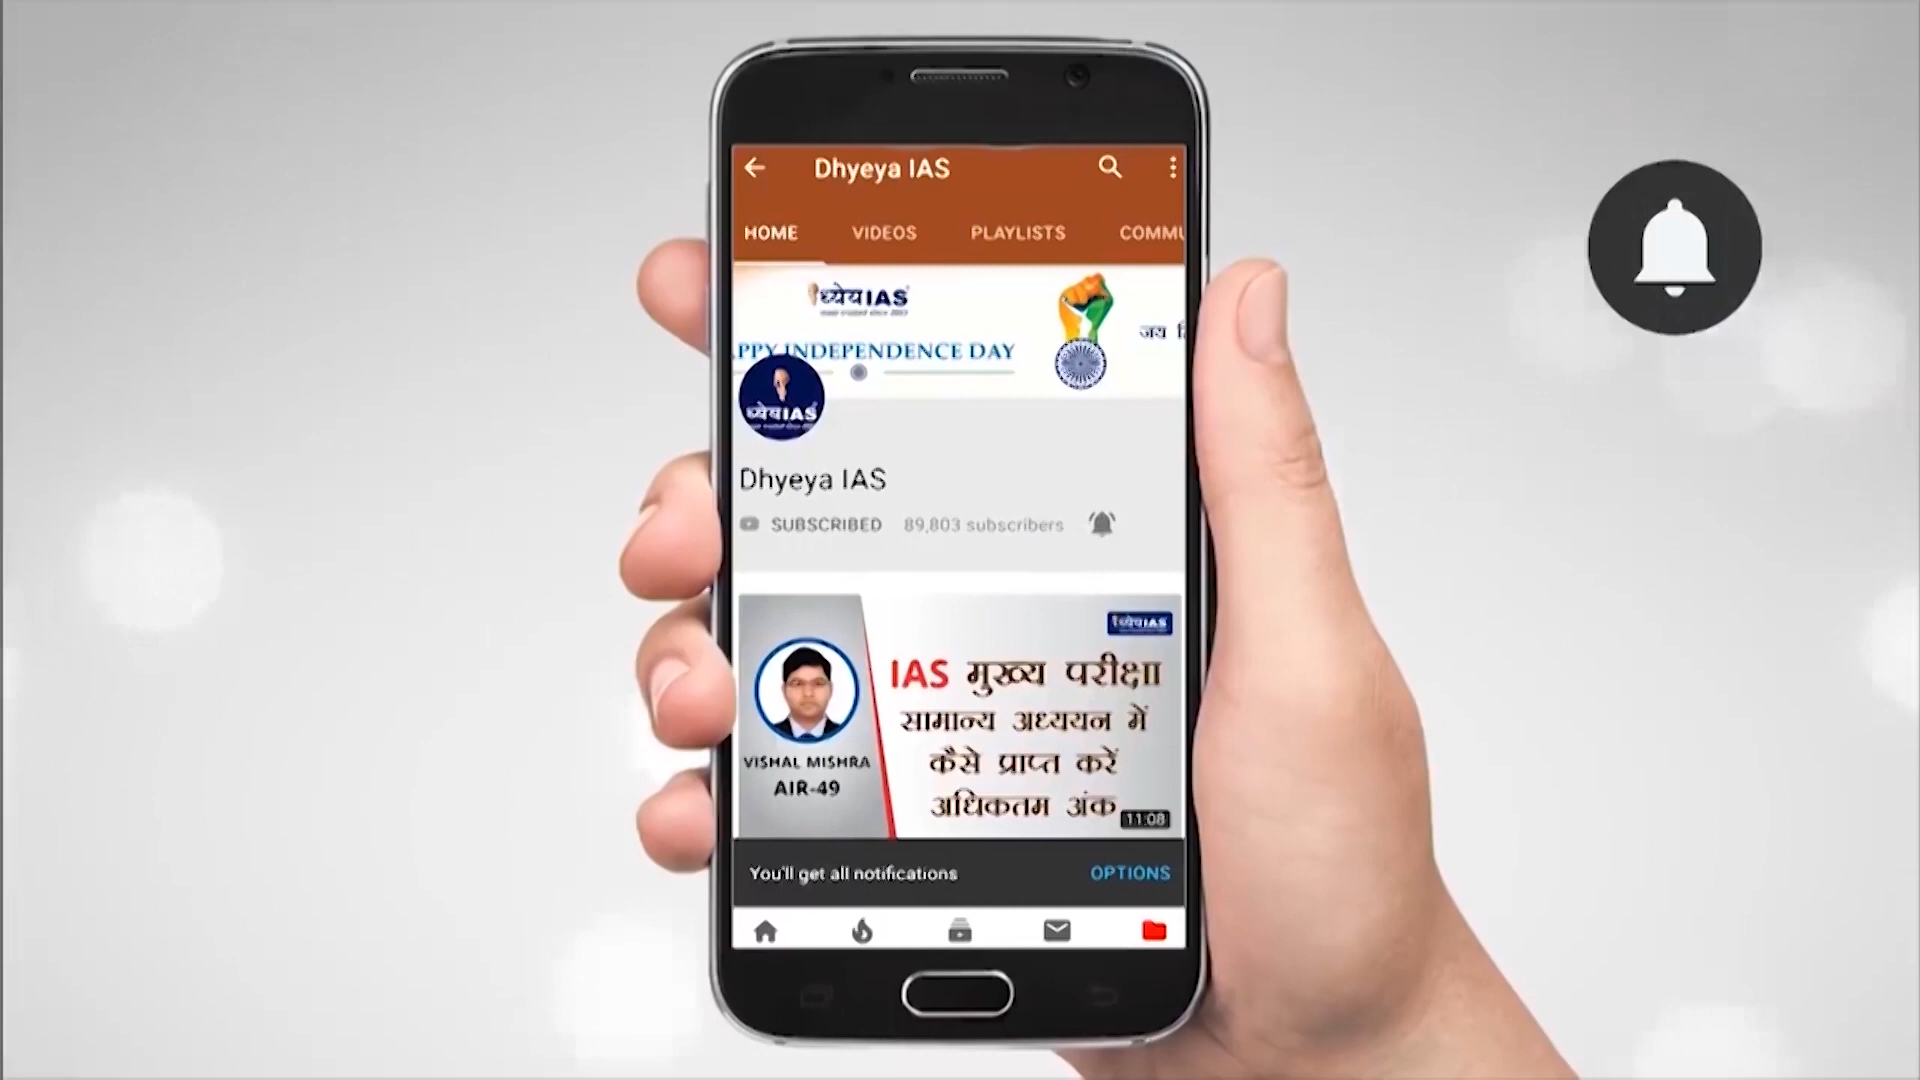 Dhyeya IAS
HOME VIDEOS PLAYLISTS COMMU
ध्येयIAS
जय
APPY INDEPENDENCE DAY
ध्येयIAS
Dhyeya IAS
SUBSCRIBED 89,803 subscribers
ध्येयIAS
IAS मुख्य परीक्षा
सामान्य अध्ययन में
कैसे प्राप्त करें
अधिकतम अंक
VISHAL MISHRA
AIR-49
11:08
You'll get all notifications OPTIONS